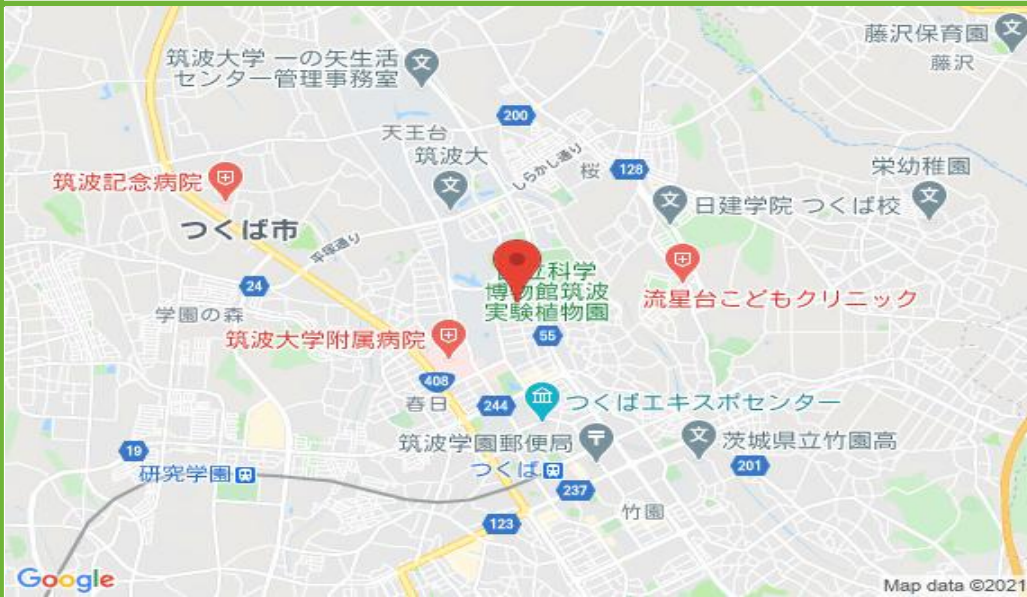 筑波大学 一の矢生活
センター管理事務室
藤沢保育園
藤沢
200
天王台
筑波大
しらかし通り
桜
128
栄幼稚園
筑波記念病院
日建学院 つくば校
つくば市
平塚通り
24
国立科学
博物館筑波
実験植物園
流星台こどもクリニック
学園の森
筑波大学附属病院
55
408
春日
244
つくばエキスポセンター
筑波学園郵便局
茨城県立竹園高
19
研究学園
つくば
201
237
竹園
123
Google
Map data ©2021